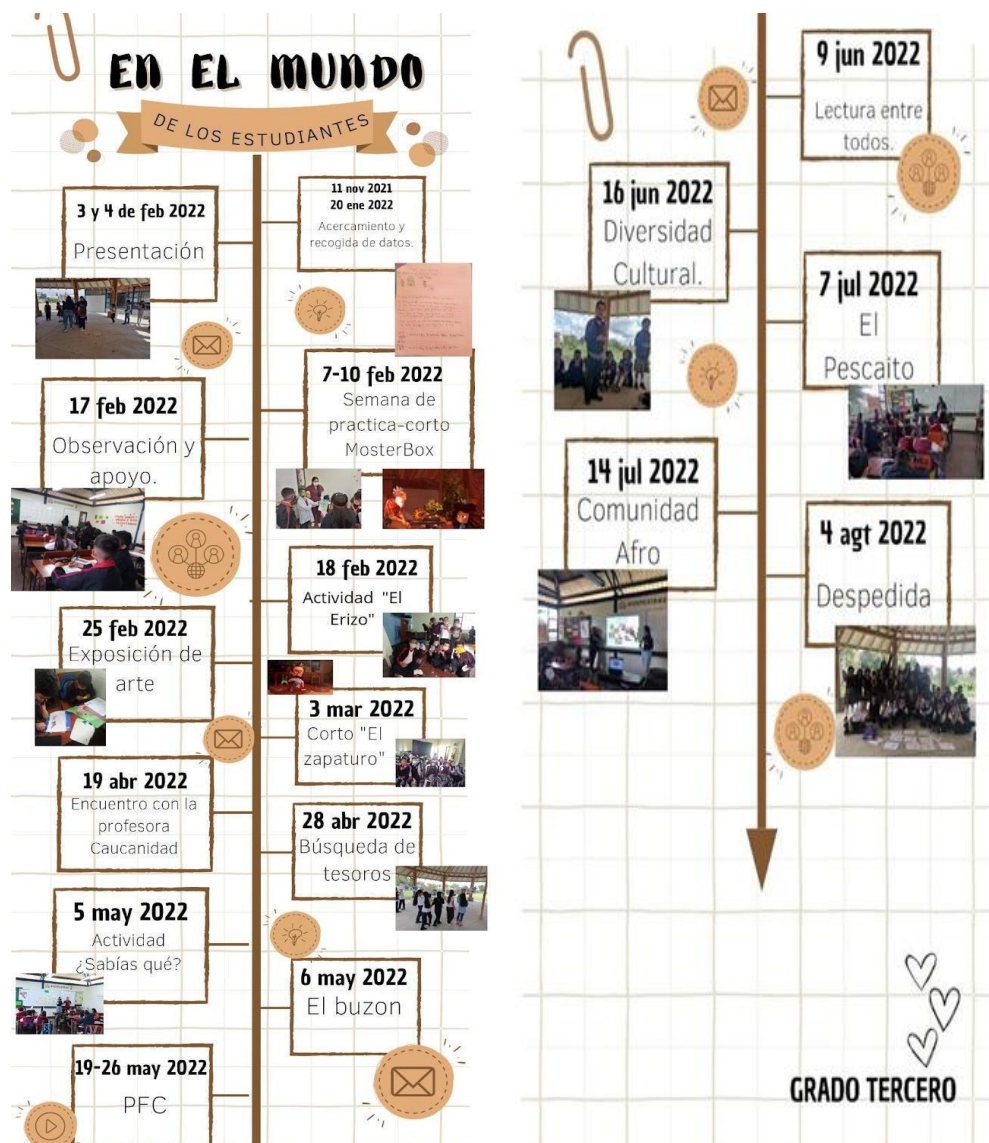 EN EL MUNDO
DE LOS ESTUDIANTES
11 nov 2021
20 ene 2022
Acercamiento y
recogida de datos.
3 y 4 de feb 2022
Presentación
7-10 feb 2022
Semana de
practica-corto
MosterBox
17 feb 2022
Observación y
apoyo.
18 feb 2022
Actividad "El
Erizo"
25 feb 2022
Exposición de
arte
3 mar 2022
Corto "El
zapaturo"
19 abr 2022
Encuentro con la
profesora
Caucanidad
28 abr 2022
Búsqueda de
tesoros
5 may 2022
Actividad
¿Sabías qué?
6 may 2022
El buzon
19-26 may 2022
PFC
9 jun 2022
Lectura entre
todos.
16 jun 2022
Diversidad
Cultural.
7 jul 2022
El
Pescaito
14 jul 2022
Comunidad
Afro
4 agt 2022
Despedida
GRADO TERCERO